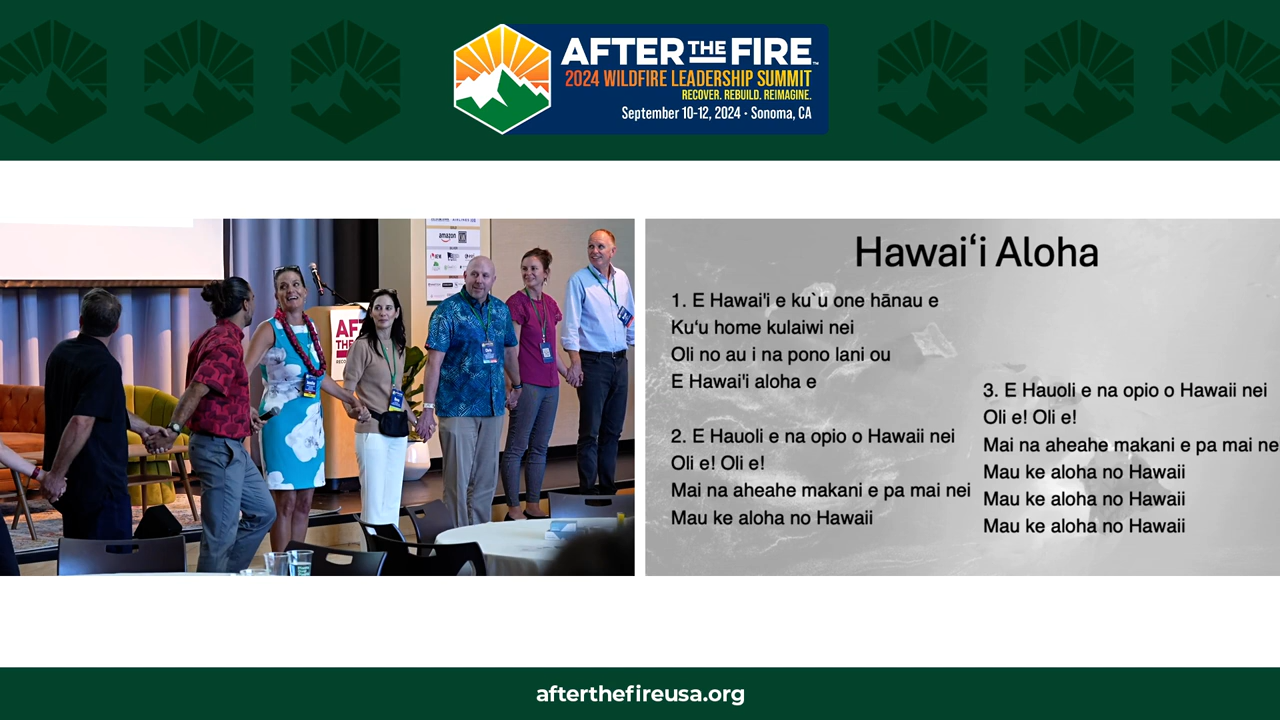 AFTER THE FIRE™
2024 WILDFIRE LEADERSHIP SUMMIT
RECOVER. REBUILD. REIMAGINE.
September 10-12, 2024 · Sonoma, CA
amazon
AF
THE
Hawaiʻi Aloha
1. E Hawai'i e ku`u one hānau e
Kuʻu home kulaiwi nei
Oli no au i na pono lani ou
E Hawai'i aloha e
2. E Hauoli e na opio o Hawaii nei
Oli e! Oli e!
Mai na aheahe makani e pa mai nei
Mau ke aloha no Hawaii
3. E Hauoli e na opio o Hawaii nei
Oli e! Oli e!
Mai na aheahe makani e pa mai ne
Mau ke aloha no Hawaii
Mau ke aloha no Hawaii
Mau ke aloha no Hawaii
afterthefireusa.org